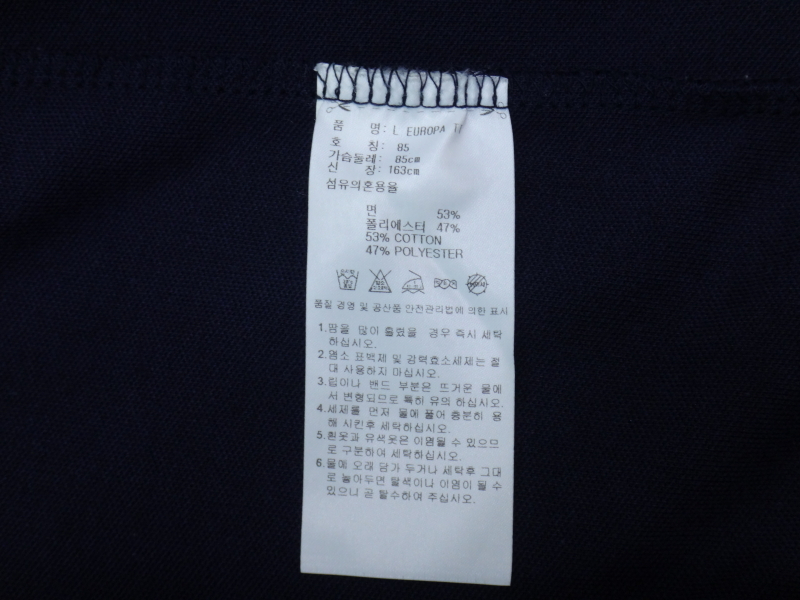 품 명: L EUROPA T/
호 칭: 85
가슴둘레: 85cm
신 장: 163cm
섬유의혼용율
면 53%
폴리에스터 47%
53% COTTON
47% POLYESTER
품질 경영 및 공산품 안전관리법에 의한 표시
1.땀을 많이 흘렸을 경우 즉시 세탁
하십시오.
2.염소 표백제 및 강력효소세제는 절
대 사용하지 마십시오.
3.립이나 밴드 부분은 뜨거운 물에
서 변형되므로 특히 유의 하십시오.
4.세제를 먼저 물에 풀어 충분히 용
해 시킨후 세탁하십시오.
5.흰옷과 유색옷은 이염될 수 있으므
로 구분하여 세탁하십시오.
6.물에 오래 담가 두거나 세탁후 그대
로 놓아두면 탈색이나 이염이 될 수
있으니 곧 탈수하여 주십시오.